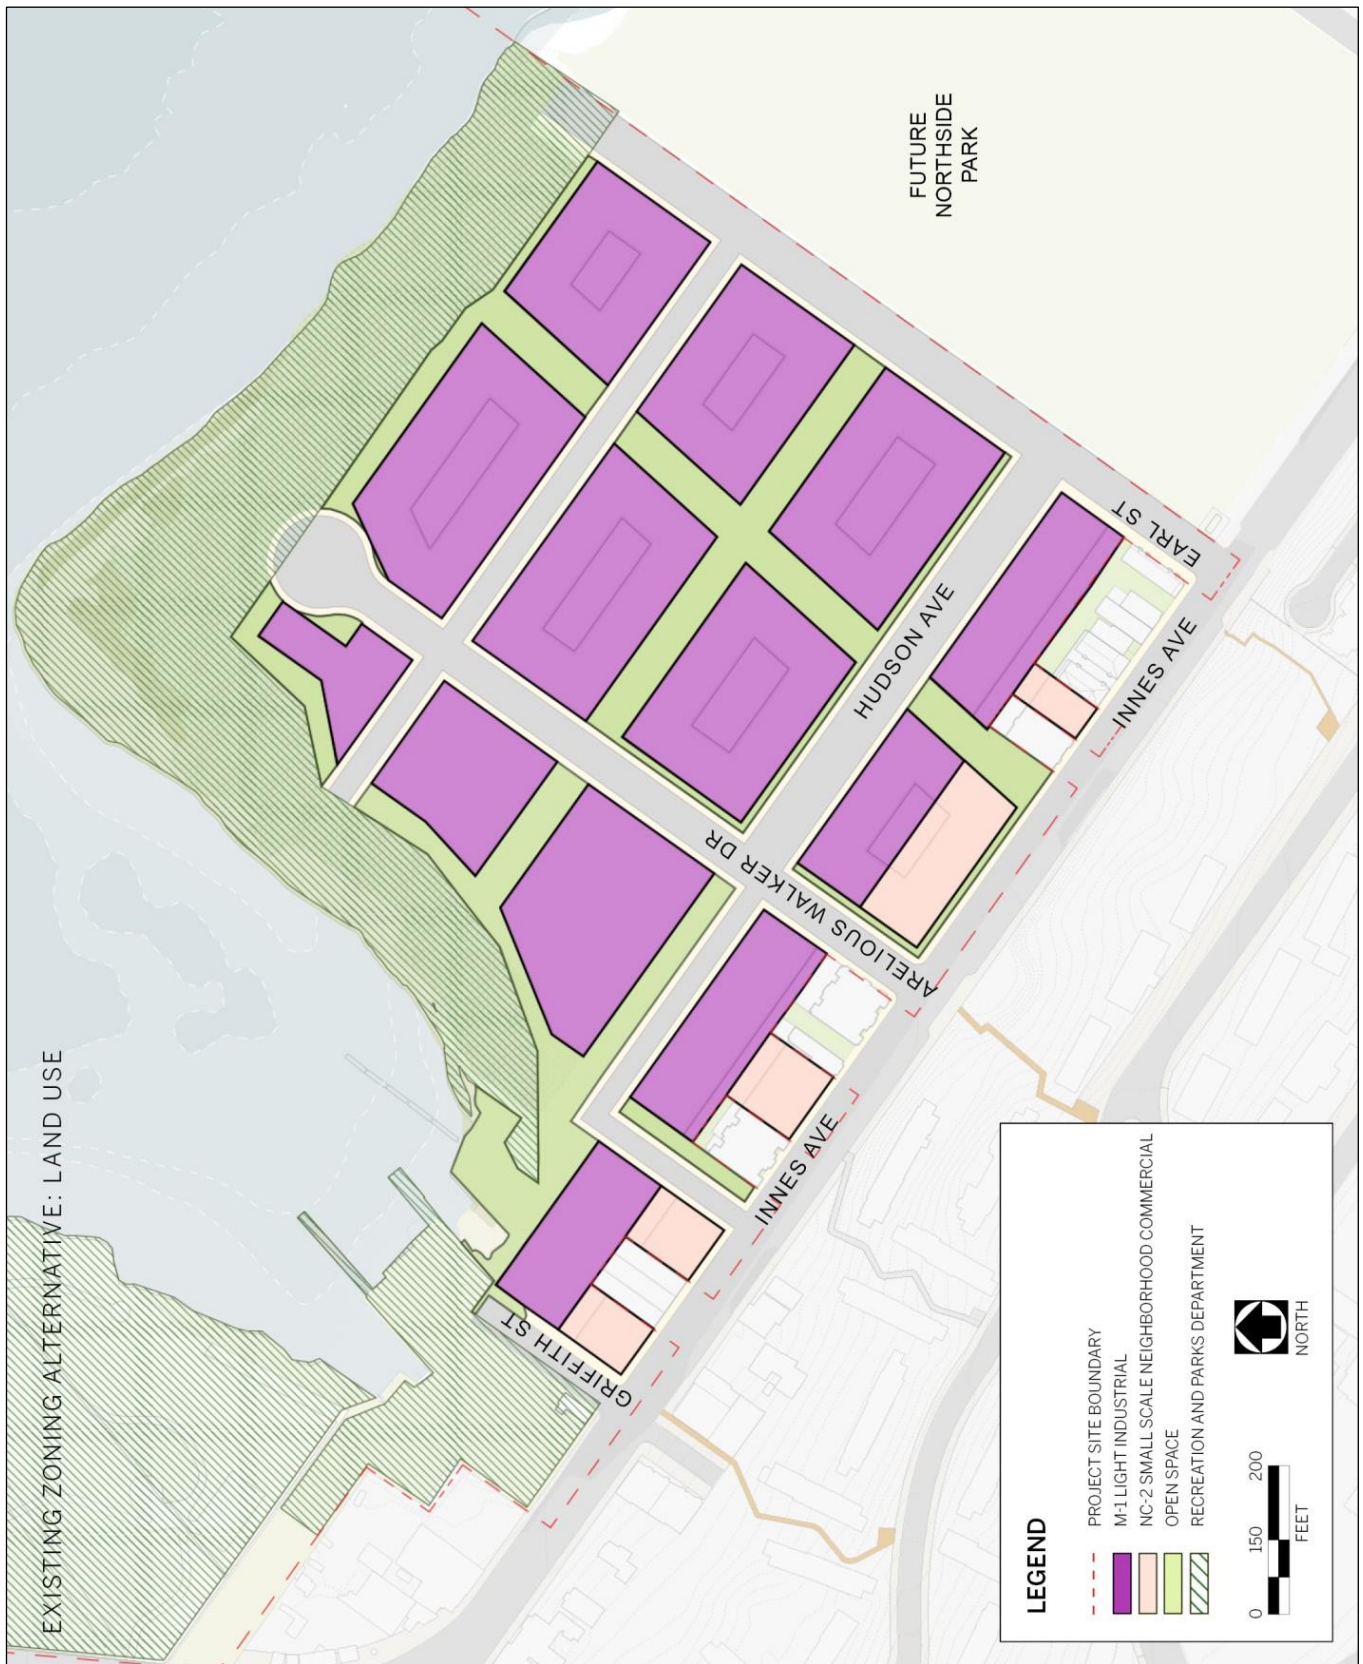 EXISTING ZONING ALTERNATIVE: LAND USE
FUTURE
NORTHSIDE
PARK
EARL ST
HUDSON AVE
INNES AVE
ARELIOUS WALKER DR
INNES AVE
GRIFFITH ST
LEGEND
PROJECT SITE BOUNDARY
M-1 LIGHT INDUSTRIAL
NC-2 SMALL SCALE NEIGHBORHOOD COMMERCIAL
OPEN SPACE
RECREATION AND PARKS DEPARTMENT
0 150 200
FEET
NORTH